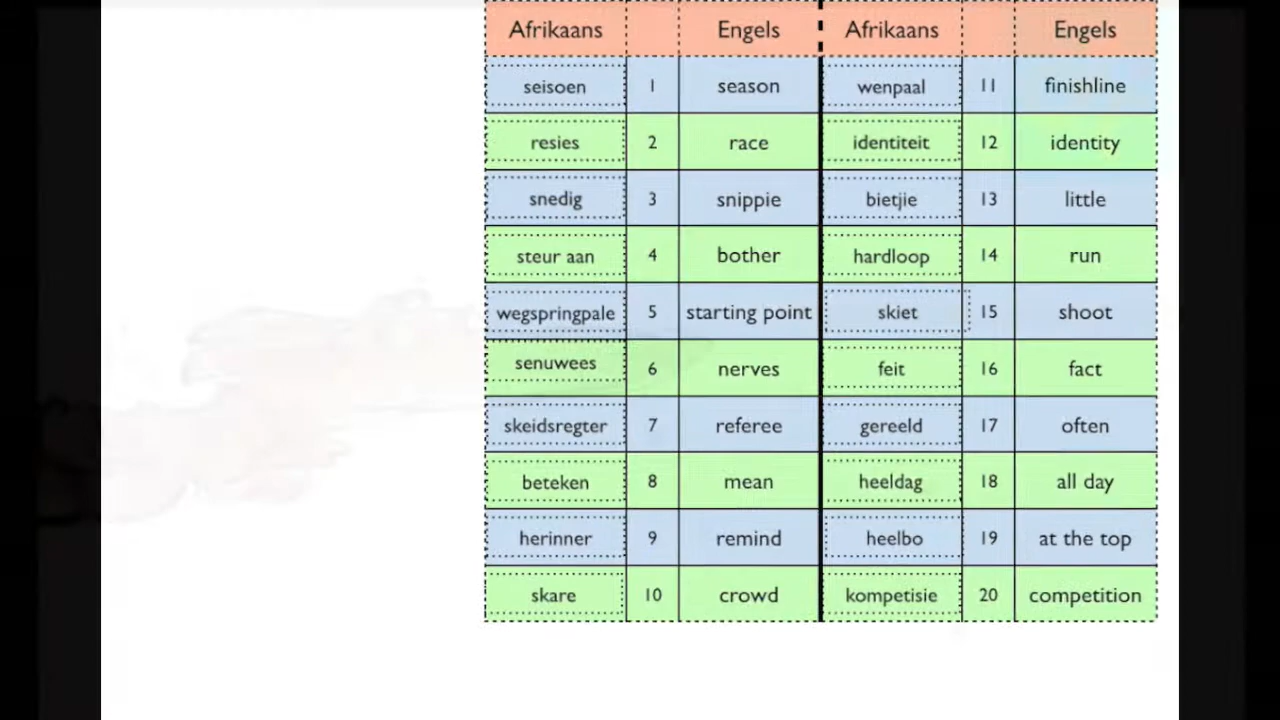 Afrikaans Engels Afrikaans Engels
seisoen 1 season wenpaal 11 finishline
resies 2 race identiteit 12 identity
snedig 3 snippie bietjie 13 little
steur aan 4 bother hardloop 14 run
wegspringpale 5 starting point skiet 15 shoot
senuwees 6 nerves feit 16 fact
skeidsregter 7 referee gereeld 17 often
beteken 8 mean heeldag 18 all day
herinner 9 remind heelbo 19 at the top
skare 10 crowd kompetisie 20 competition